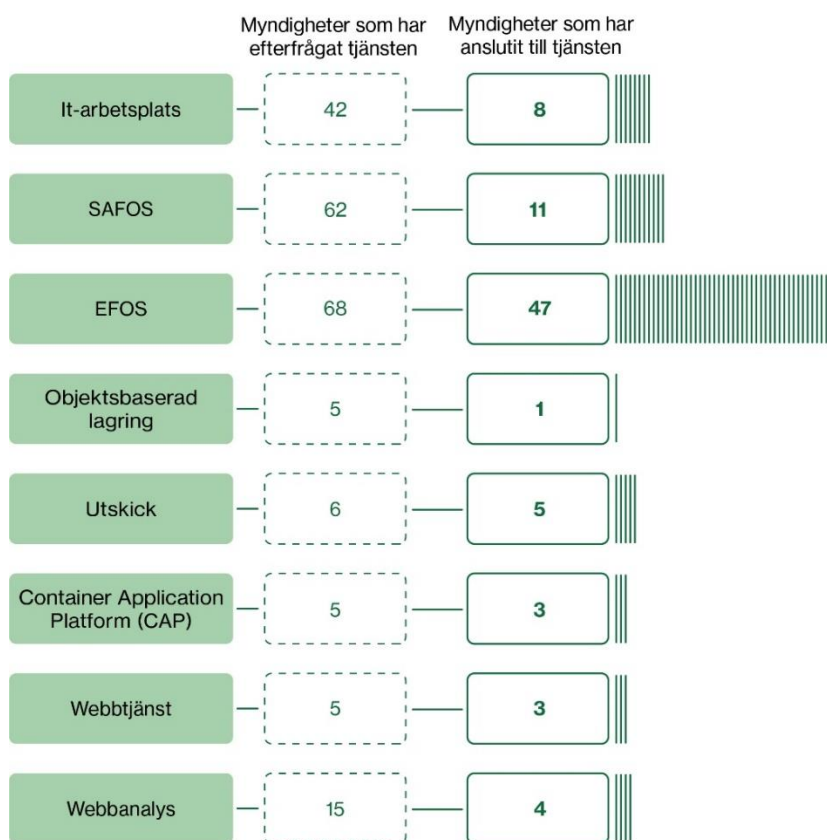 Myndigheter som har
efterfrågat tjänsten
Myndigheter som har
anslutit till tjänsten
It-arbetsplats
42
8
SAFOS
62
11
EFOS
68
47
Objektsbaserad
lagring
5
1
Utskick
6
5
Container Application
Platform (CAP)
5
3
Webbtjänst
5
3
Webbanalys
15
4